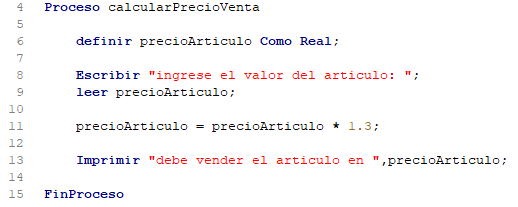 4 Proceso calcularPrecioVenta
5
6 definir precioArticulo Como Real;
7
8 Escribir "ingrese el valor del articulo: ";
9 leer precioArticulo;
10
11 precioArticulo = precioArticulo * 1.3;
12
13 Imprimir "debe vender el articulo en ",precioArticulo;
14
15 FinProceso